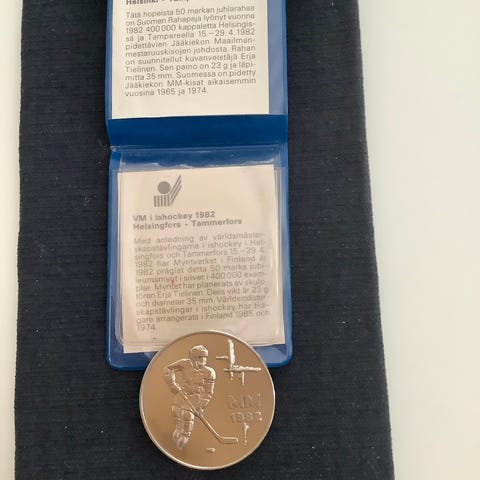 Helsinki
Tätä hopeista 50 markan juhlarahaa
on Suomen Rahapaja lyönyt vuonna
1982 400 000 kappaletta Helsingis-
sä ja Tampereella 15.–29.4.1982
pidettävien Jääkiekon Maailman-
mestaruuskisojen johdosta. Rahan
on suunnitellut kuvanveistäjä Erja
Tielinen. Sen paino on 23 g ja läpi-
mitta 35 mm. Suomessa on pidetty
Jääkiekon MM-kisat aikaisemmin
vuosina 1965 ja 1974.
VM i ishockey 1982
Helsingfors • Tammerfors
Med anledning av världsmäster-
skapstävlingarna i ishockey i Hel-
singfors och Tammerfors 15.–29.4.
1982 har Myntverket i Finland år
1982 präglat detta 50 marks jubi-
leumsmynt i silver i 400 000 exem-
plar. Myntet har planerats av skulp-
tören Erja Tielinen. Dess vikt är 23 g
och diameter 35 mm. Världsmäster-
skapstävlingar i ishockey har tidi-
gare arrangerats i Finland 1965 och
1974.
MM
1982